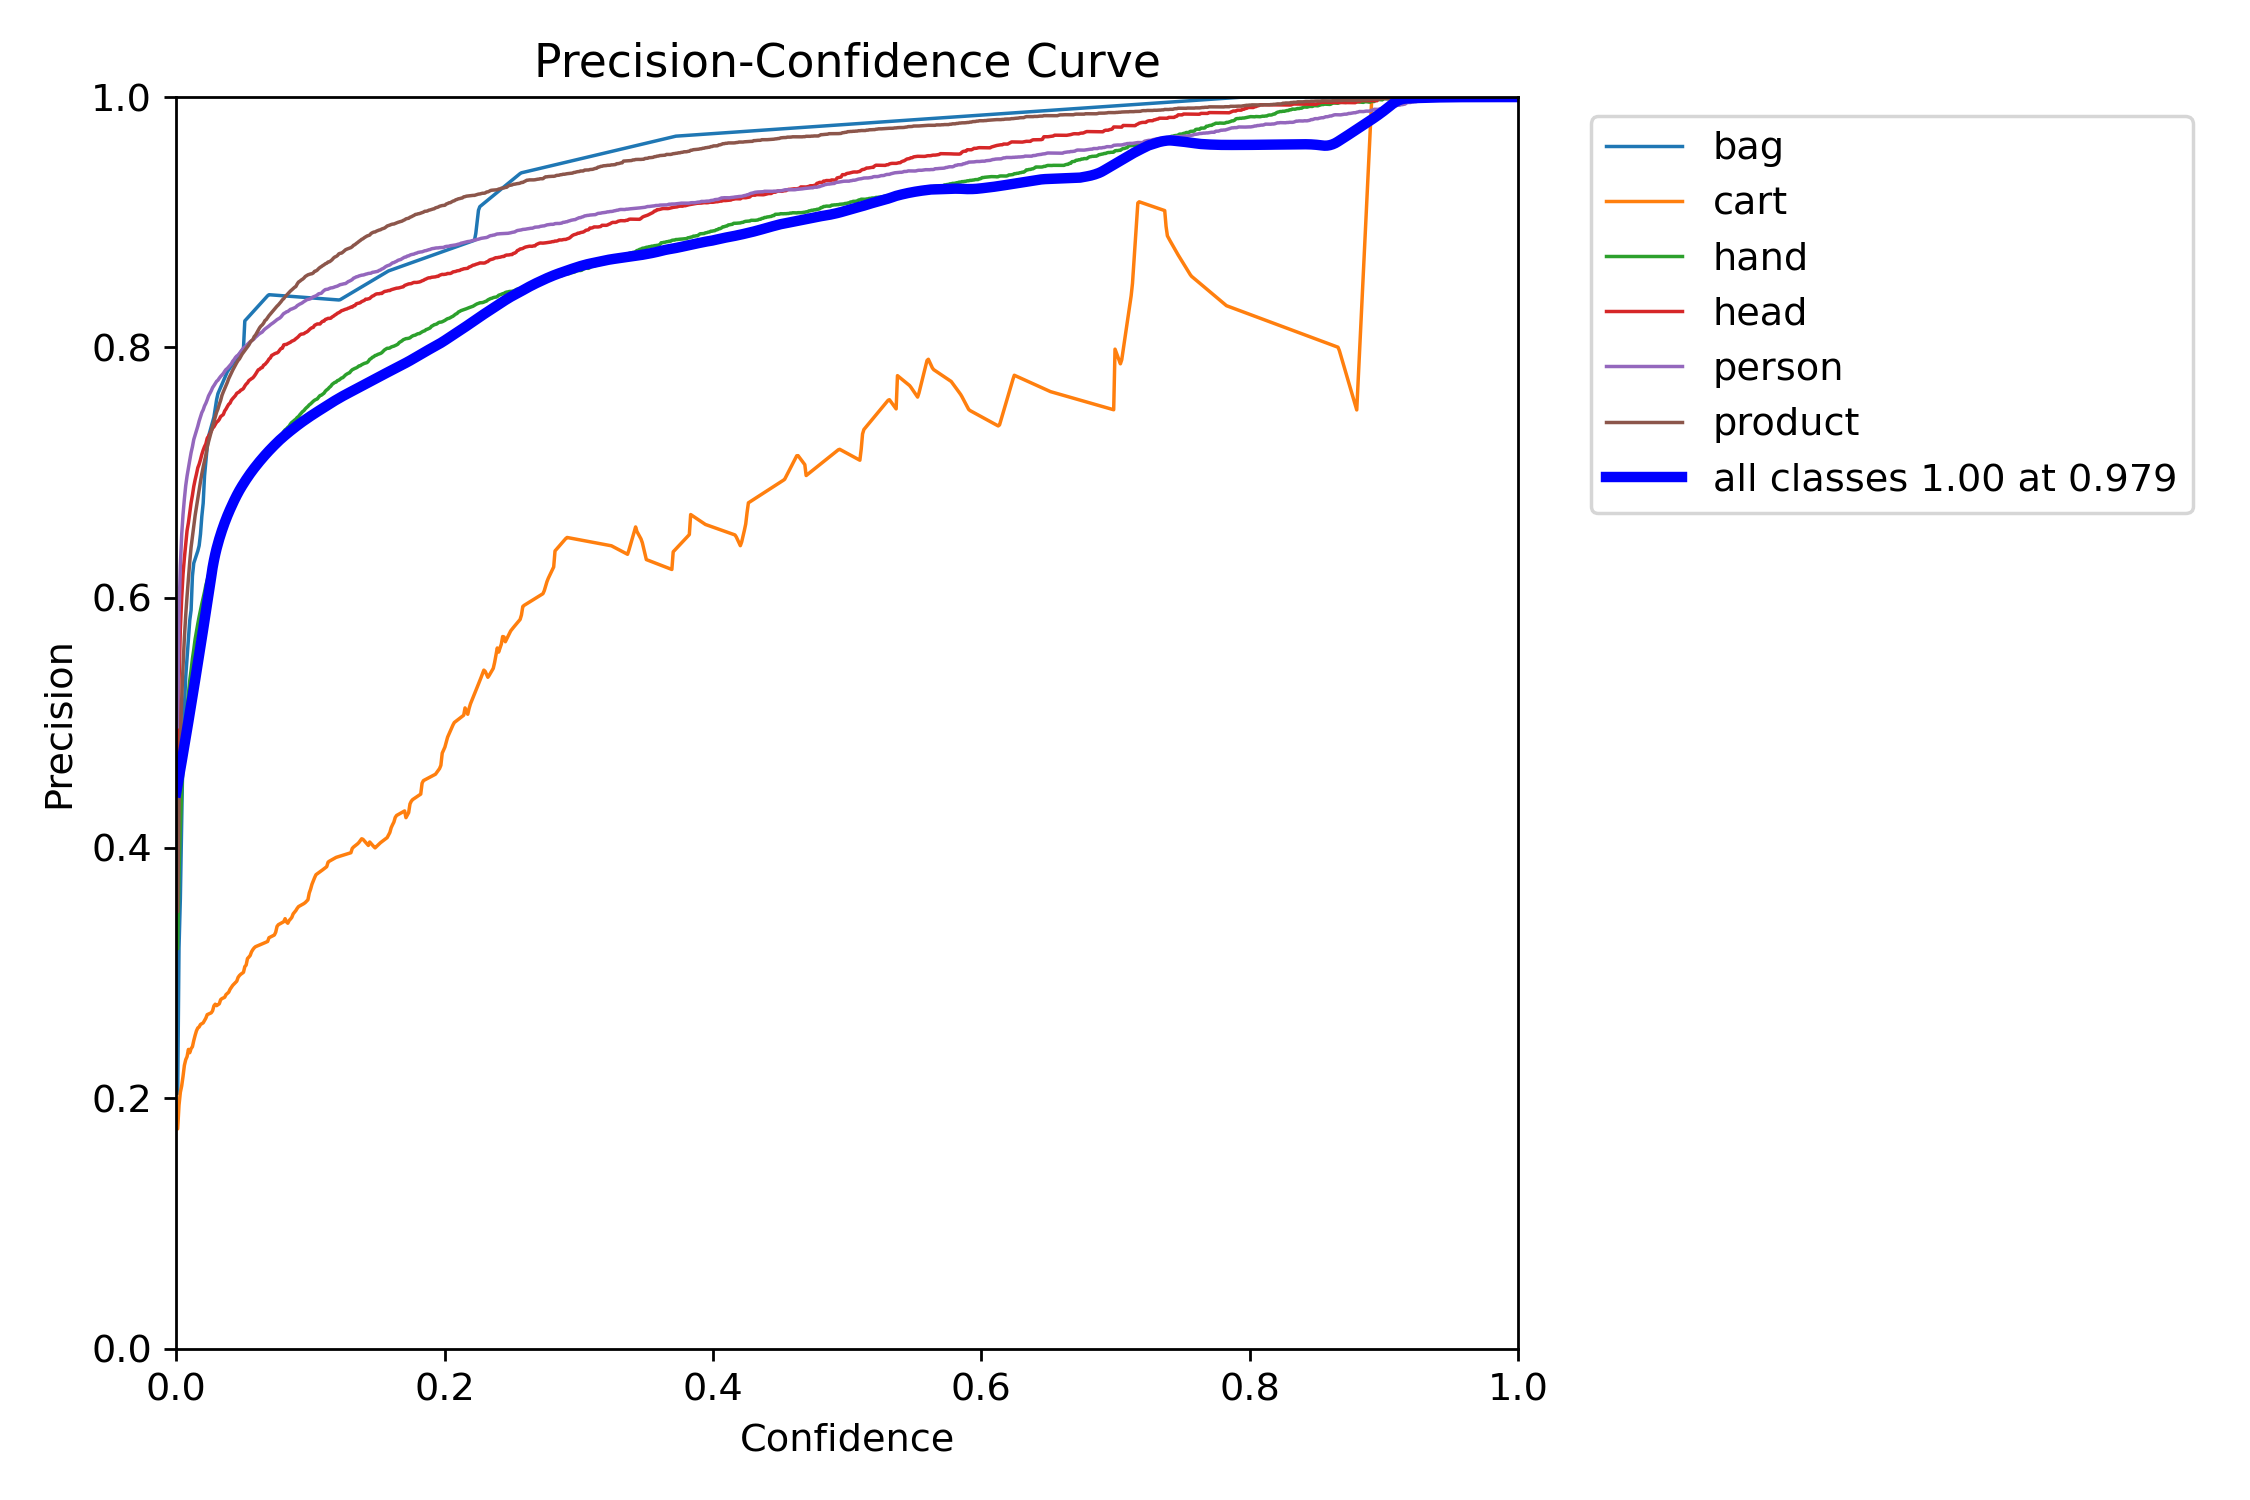 Precision-Confidence Curve
1.0
0.8
0.6
0.4
0.2
0.0
Precision
0.0 0.2 0.4 0.6 0.8 1.0
Confidence
bag
cart
hand
head
person
product
all classes 1.00 at 0.979